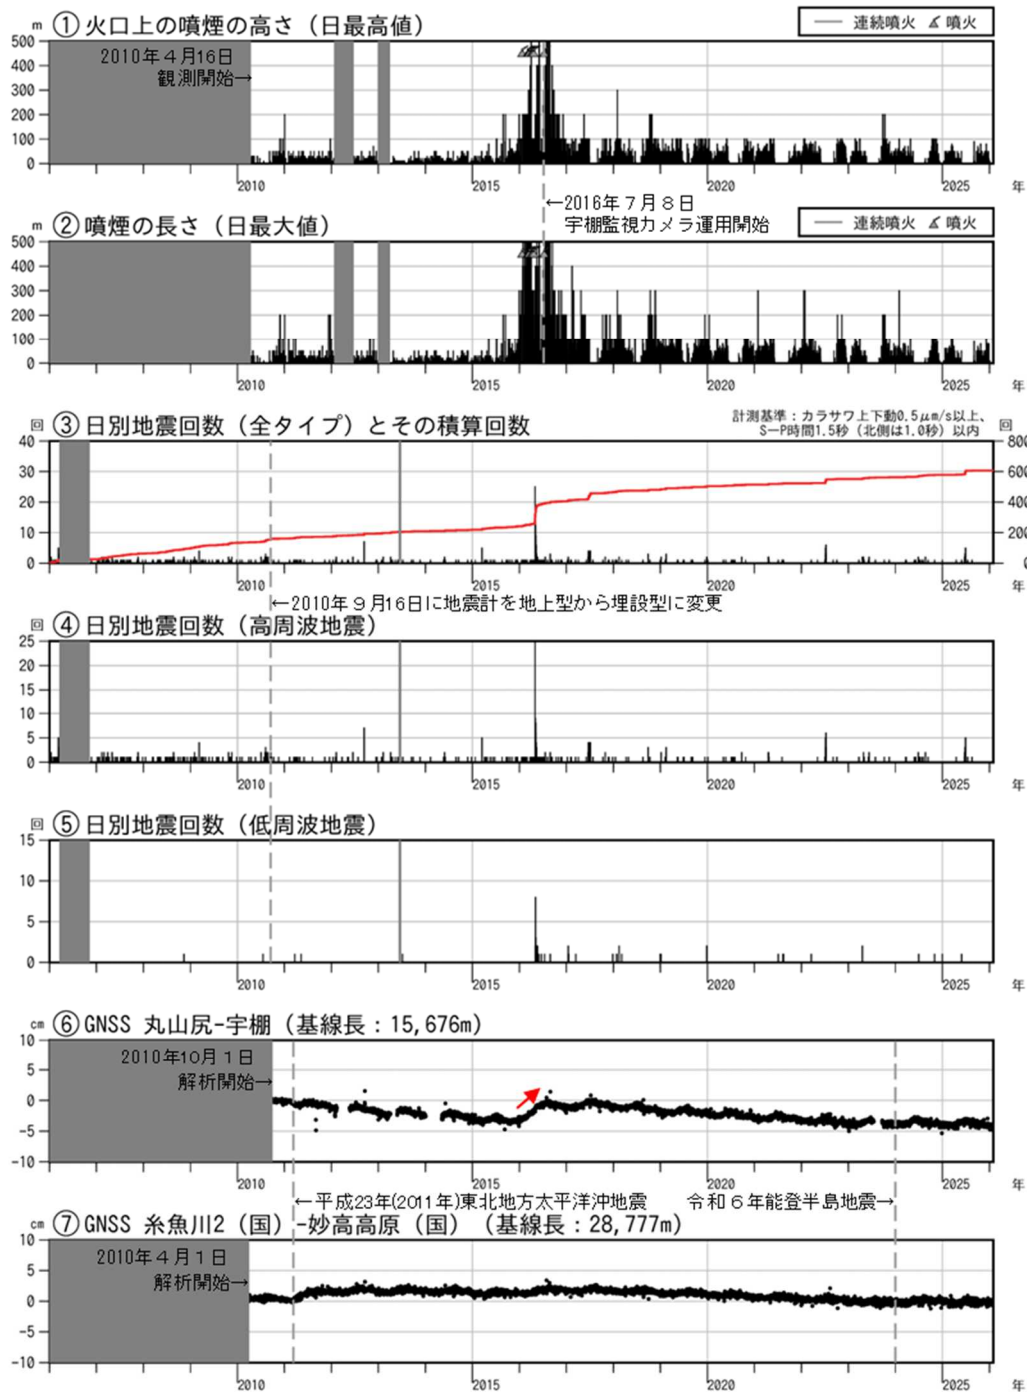 m ①火口上の噴煙の高さ（日最高値）
連続噴火 噴火
500
400
300
200
100
0
2010年４月16日
観測開始→
2010 2015 2020 2025 年
←2016年７月８日
宇棚監視カメラ運用開始
m ②噴煙の長さ（日最大値）
連続噴火 噴火
500
400
300
200
100
0
2010 2015 2020 2025 年
回 ③日別地震回数（全タイプ）とその積算回数
計測基準：カラサワ上下動0.5μm/s以上、
S―P時間1.5秒（北側は1.0秒）以内
回
40 800
30 600
20 400
10 200
0 0
2010 2015 2020 2025 年
←2010年９月16日に地震計を地上型から埋設型に変更
回 ④日別地震回数（高周波地震）
25
20
15
10
5
0
2010 2015 2020 2025 年
回 ⑤日別地震回数（低周波地震）
15
10
5
0
2010 2015 2020 2025 年
cm ⑥GNSS 丸山尻-宇棚（基線長：15,676m）
10
5
0
-5
-10
2010年10月１日
解析開始→
2010 2015 2020 2025 年
←平成23年(2011年)東北地方太平洋沖地震 令和６年能登半島地震→
cm ⑦GNSS 糸魚川2（国）-妙高高原（国）（基線長：28,777m）
10
5
0
-5
-10
2010年４月１日
解析開始→
2010 2015 2020 2025 年